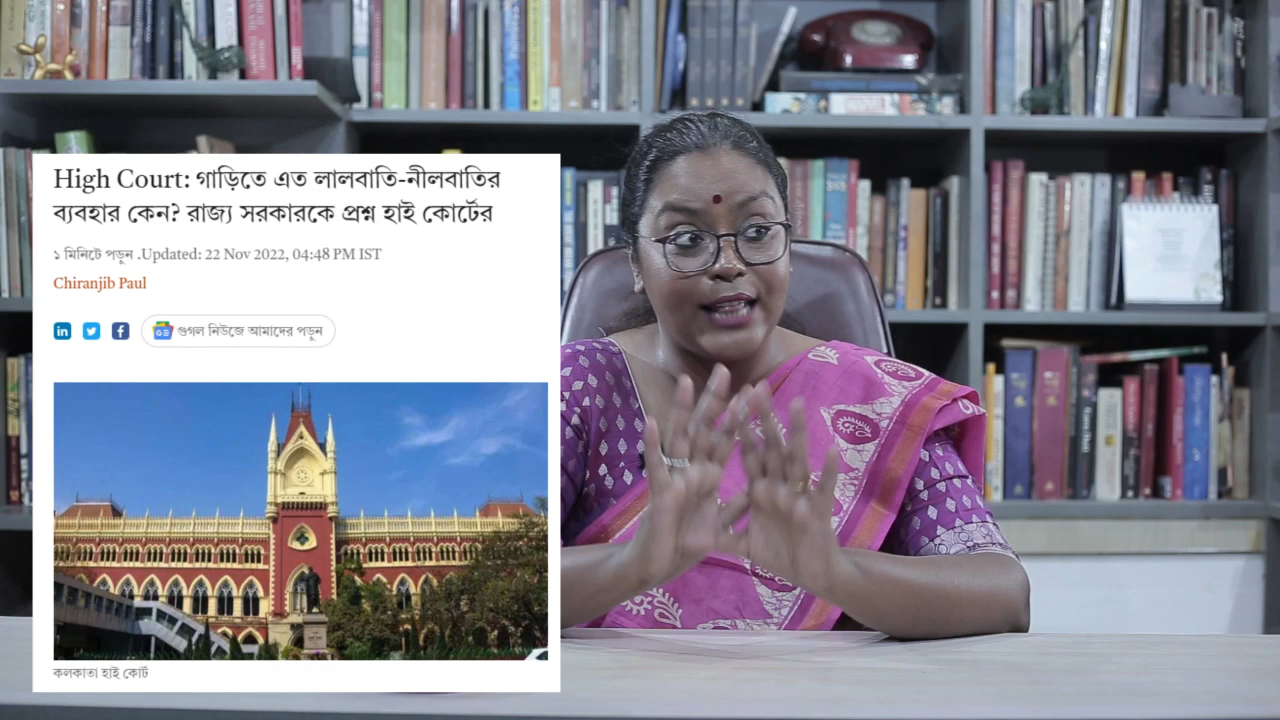 High Court: গাড়িতে এত লালবাতি-নীলবাতির
ব্যবহার কেন? রাজ্য সরকারকে প্রশ্ন হাই কোর্টের
১ মিনিটে পড়ুন .Updated: 22 Nov 2022, 04:48 PM IST
Chiranjib Paul
গুগল নিউজে আমাদের পড়ুন
কলকাতা হাই কোর্ট